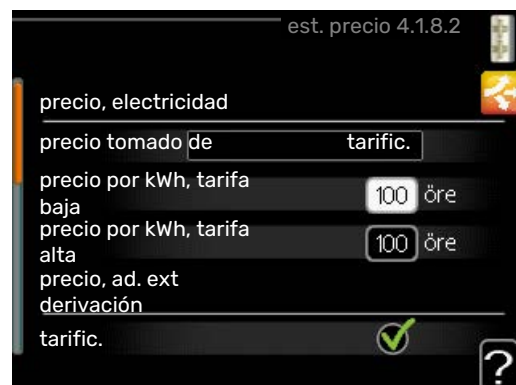 est. precio 4.1.8.2
precio, electricidad
precio tomado de tarific.
precio por kWh, tarifa
baja
100 öre
precio por kWh, tarifa
alta
100 öre
precio, ad. ext
derivación
tarific.
?